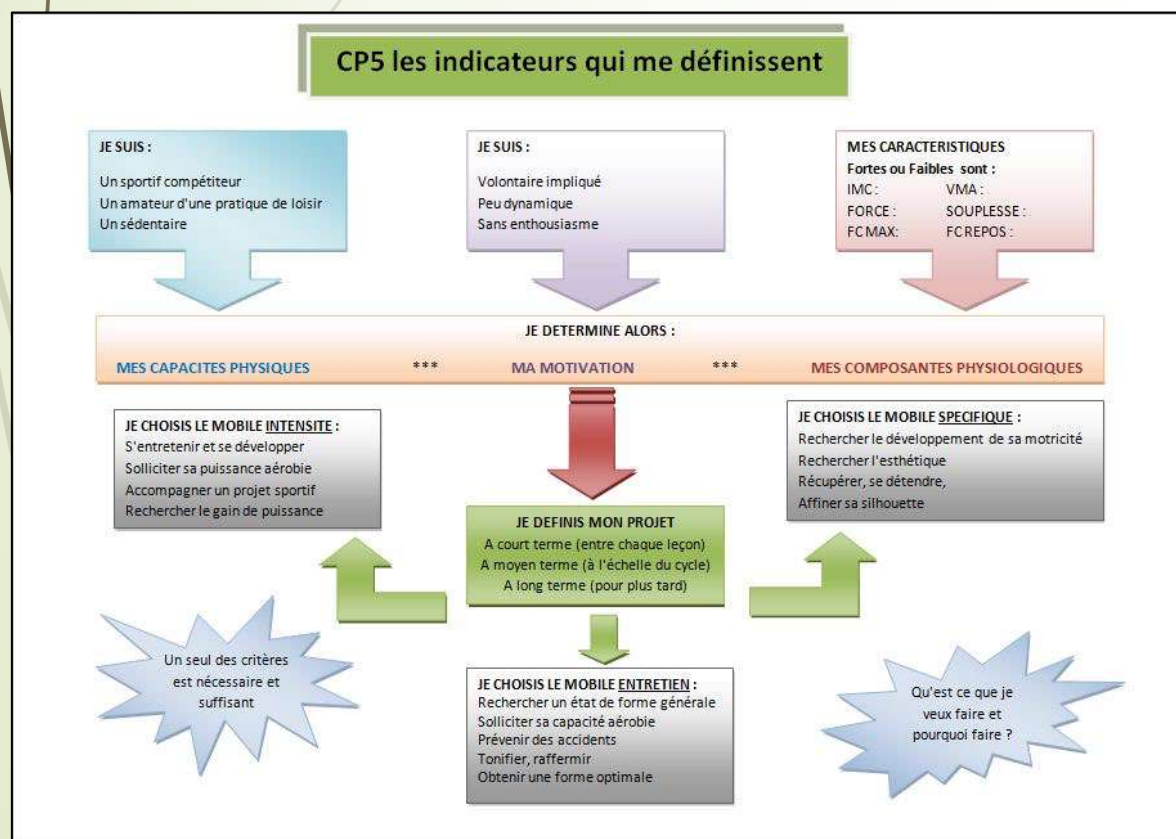 CP5 les indicateurs qui me définissent
JE SUIS :
Un sportif compétiteur
Un amateur d'une pratique de loisir
Un sédentaire
JE SUIS :
Volontaire impliqué
Peu dynamique
Sans enthousiasme
MES CARACTERISTIQUES
Fortes ou Faibles sont :
IMC : VMA :
FORCE : SOUPLESSE :
FC MAX: FC REPOS :
JE DETERMINE ALORS :
MES CAPACITES PHYSIQUES *** MA MOTIVATION *** MES COMPOSANTES PHYSIOLOGIQUES
JE CHOISIS LE MOBILE INTENSITE :
S'entretenir et se développer
Solliciter sa puissance aérobie
Accompagner un projet sportif
Rechercher le gain de puissance
JE CHOISIS LE MOBILE SPECIFIQUE :
Rechercher le développement de sa motricité
Rechercher l'esthétique
Récupérer, se détendre,
Affiner sa silhouette
JE DEFINIS MON PROJET
A court terme (entre chaque leçon)
A moyen terme (à l'échelle du cycle)
A long terme (pour plus tard)
Un seul des critères
est nécessaire et
suffisant
JE CHOISIS LE MOBILE ENTRETIEN :
Rechercher un état de forme générale
Solliciter sa capacité aérobie
Prévenir des accidents
Tonifier, raffermir
Obtenir une forme optimale
Qu'est ce que je
veux faire et
pourquoi faire ?